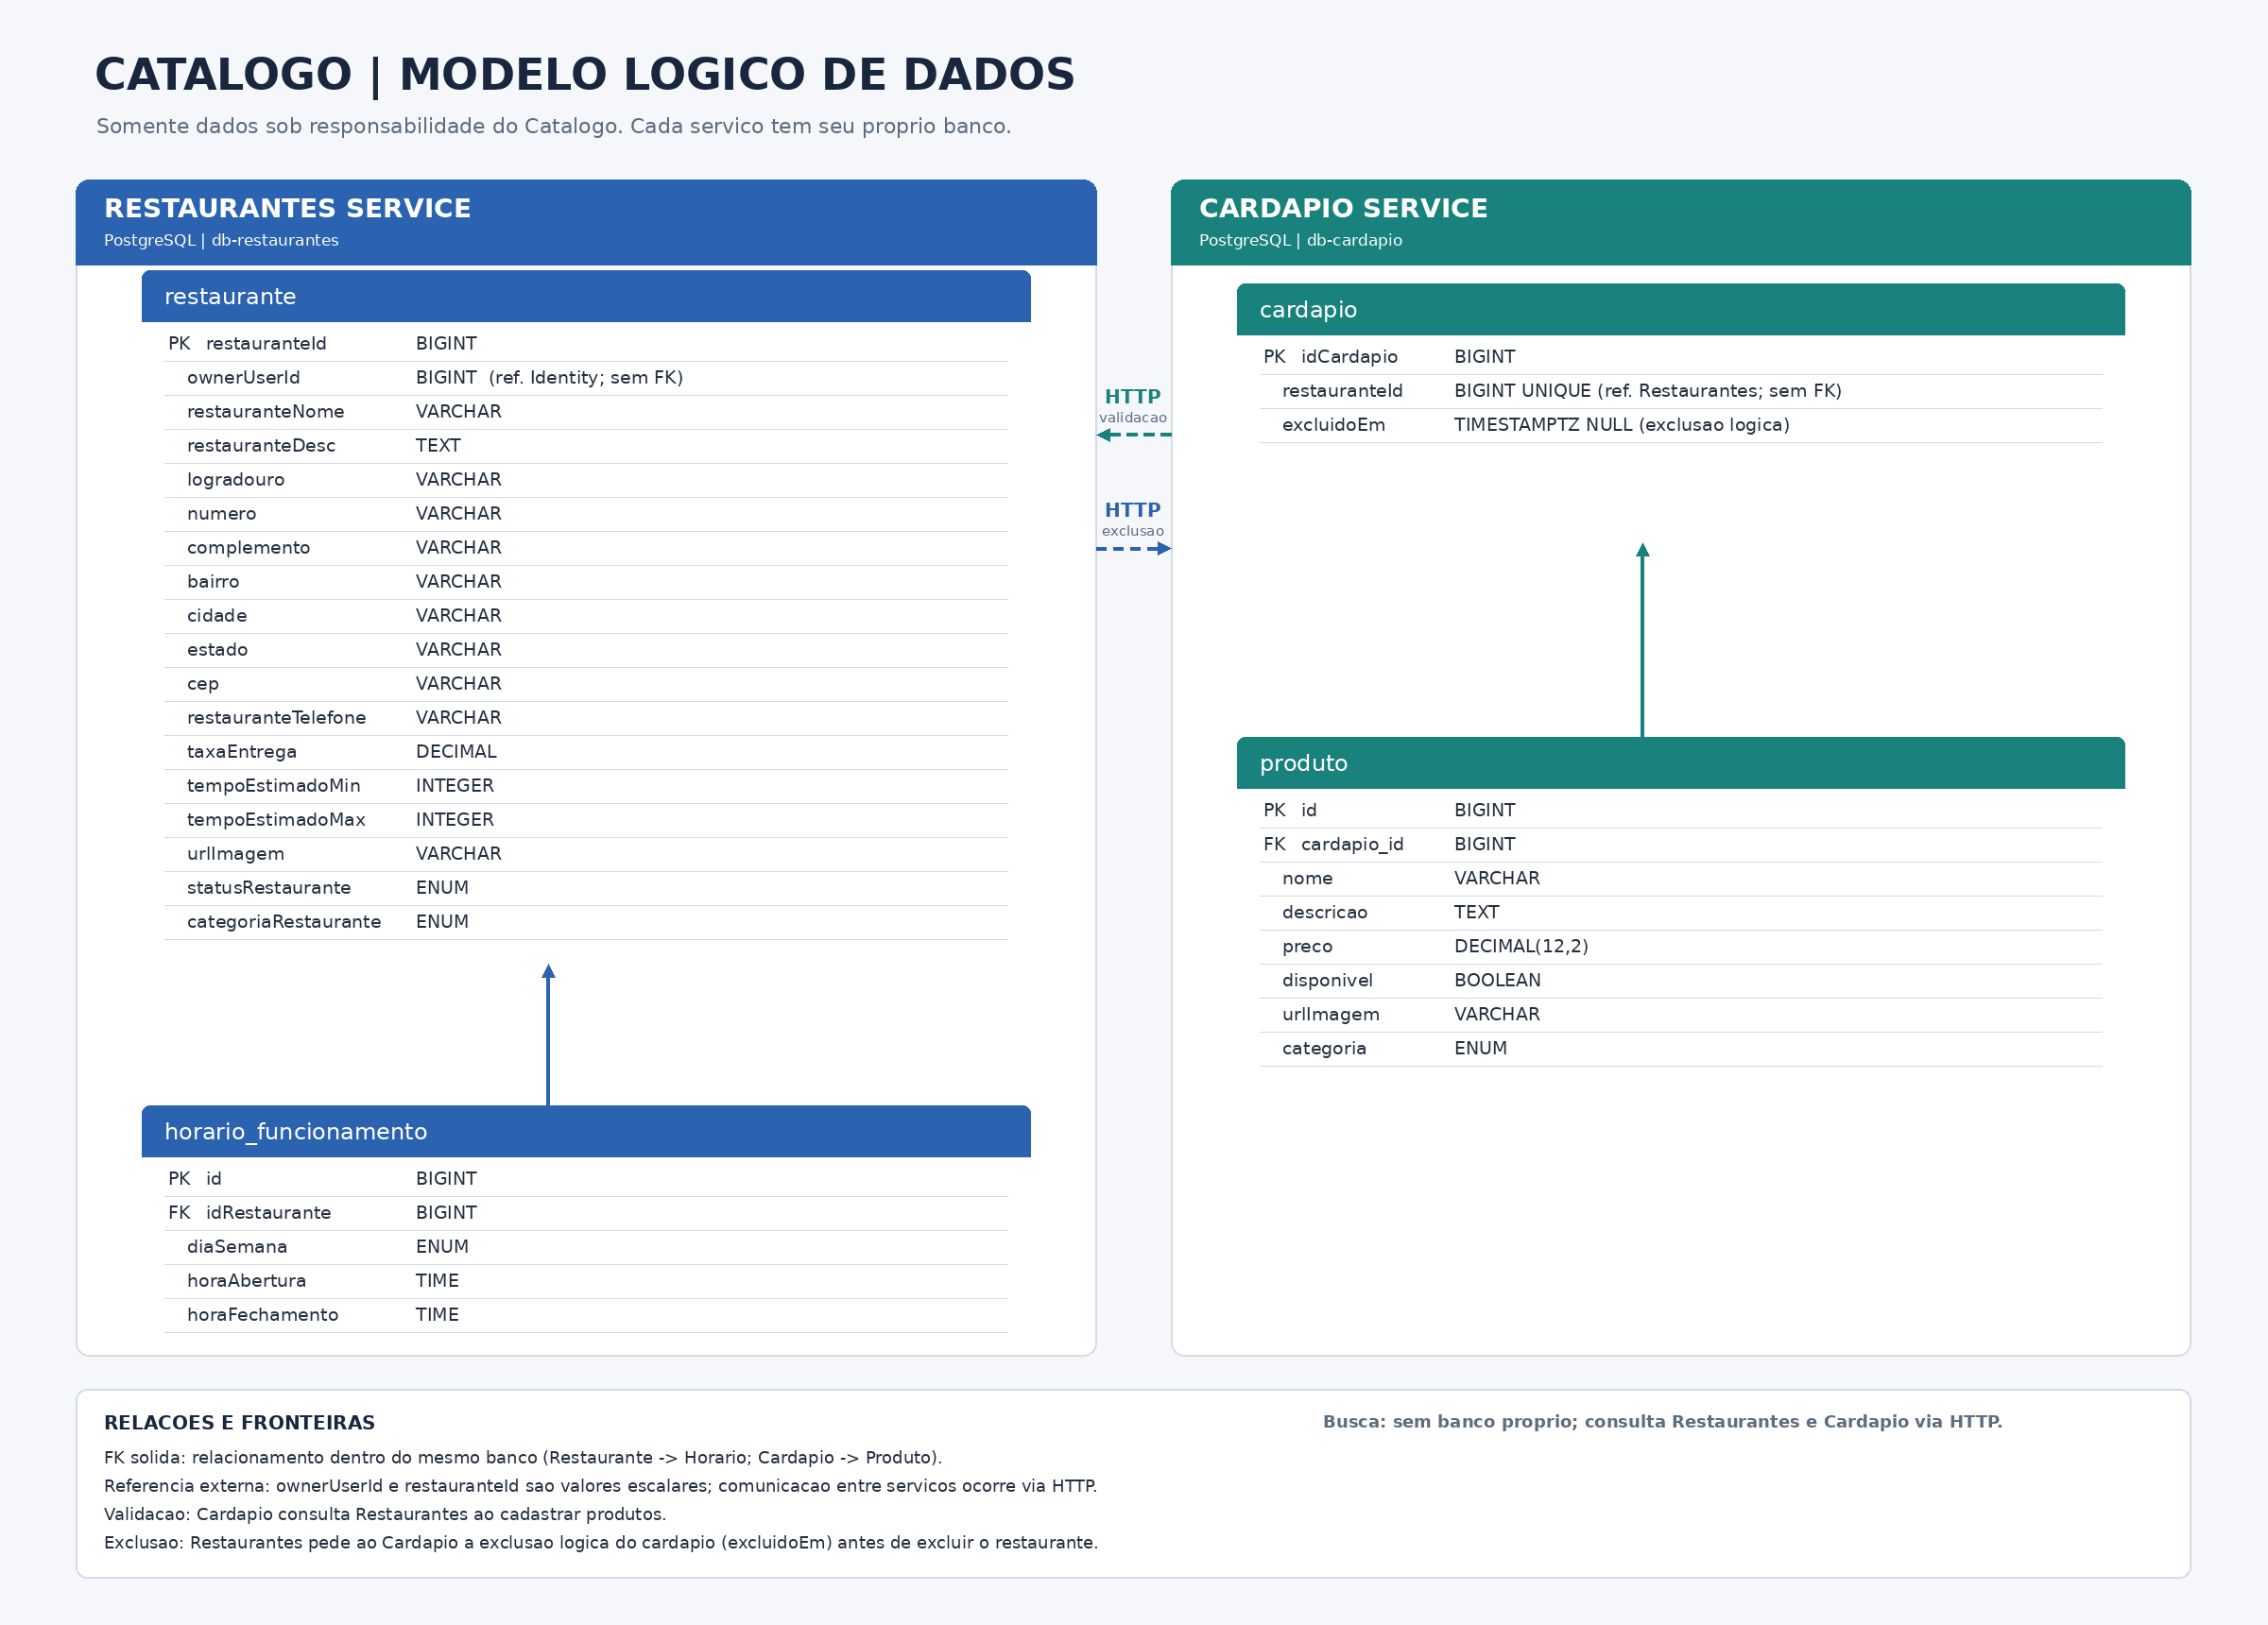 CATALOGO | MODELO LOGICO DE DADOS
Somente dados sob responsabilidade do Catalogo. Cada servico tem seu proprio banco.
RESTAURANTES SERVICE
PostgreSQL | db-restaurantes
restaurante
PK restauranteId BIGINT
ownerUserId BIGINT (ref. Identity; sem FK)
restauranteNome VARCHAR
restauranteDesc TEXT
logradouro VARCHAR
numero VARCHAR
complemento VARCHAR
bairro VARCHAR
cidade VARCHAR
estado VARCHAR
cep VARCHAR
restauranteTelefone VARCHAR
taxaEntrega DECIMAL
tempoEstimadoMin INTEGER
tempoEstimadoMax INTEGER
urlImagem VARCHAR
statusRestaurante ENUM
categoriaRestaurante ENUM
horario_funcionamento
PK id BIGINT
FK idRestaurante BIGINT
diaSemana ENUM
horaAbertura TIME
horaFechamento TIME
HTTP
validacao
HTTP
exclusao
CARDAPIO SERVICE
PostgreSQL | db-cardapio
cardapio
PK idCardapio BIGINT
restauranteId BIGINT UNIQUE (ref. Restaurantes; sem FK)
excluidoEm TIMESTAMPTZ NULL (exclusao logica)
produto
PK id BIGINT
FK cardapio_id BIGINT
nome VARCHAR
descricao TEXT
preco DECIMAL(12,2)
disponivel BOOLEAN
urlImagem VARCHAR
categoria ENUM
RELACOES E FRONTEIRAS
FK solida: relacionamento dentro do mesmo banco (Restaurante -> Horario; Cardapio -> Produto).
Referencia externa: ownerUserId e restauranteId sao valores escalares; comunicacao entre servicos ocorre via HTTP.
Validacao: Cardapio consulta Restaurantes ao cadastrar produtos.
Exclusao: Restaurantes pede ao Cardapio a exclusao logica do cardapio (excluidoEm) antes de excluir o restaurante.
Busca: sem banco proprio; consulta Restaurantes e Cardapio via HTTP.